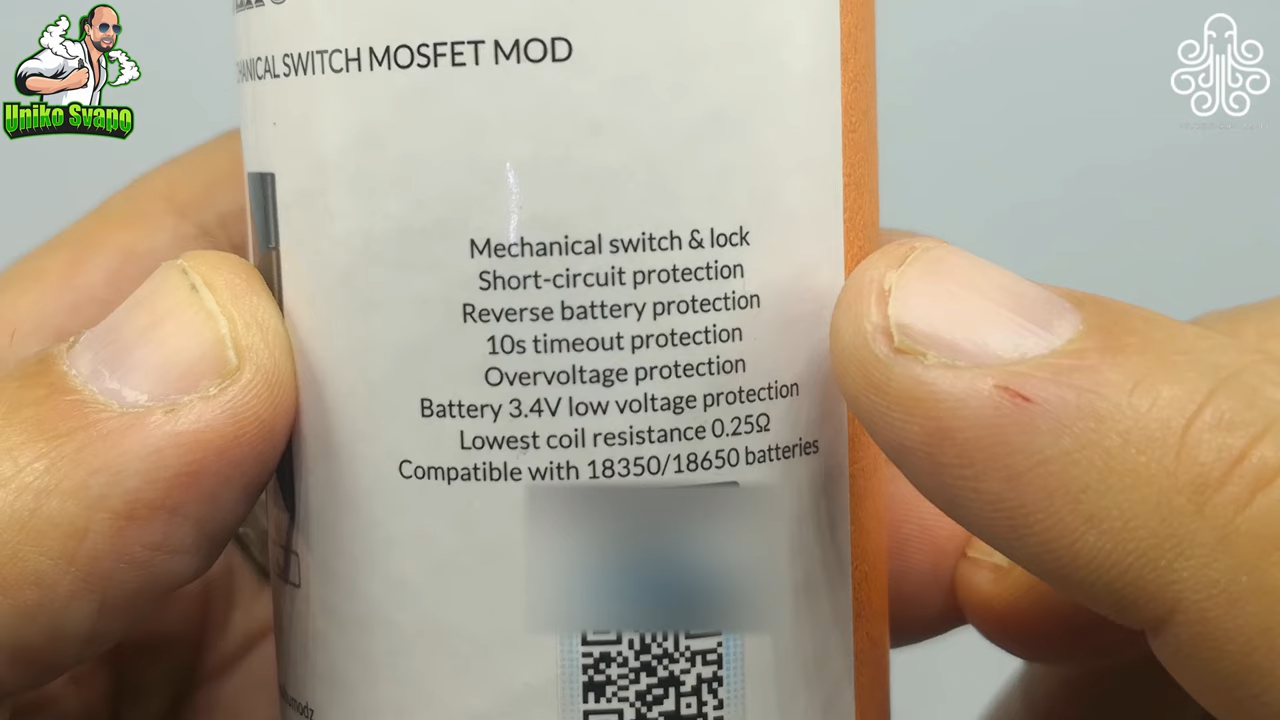 MECHANICAL SWITCH MOSFET MOD
Mechanical switch & lock
Short-circuit protection
Reverse battery protection
10s timeout protection
Overvoltage protection
Battery 3.4V low voltage protection
Lowest coil resistance 0.25Ω
Compatible with 18350/18650 batteries
Uniko Svapo